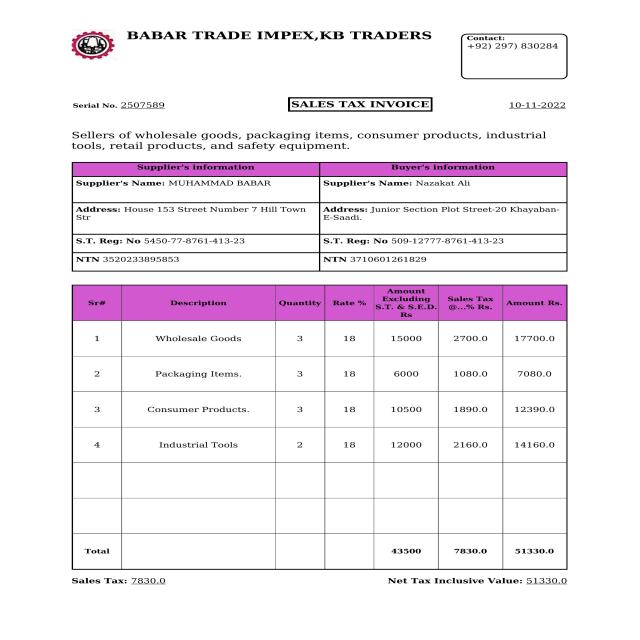 BABAR TRADE IMPEX,KB TRADERS
Contact:
+92) 297) 830284
Serial No. 2507589
SALES TAX INVOICE
10-11-2022
Sellers of wholesale goods, packaging items, consumer products, industrial
tools, retail products, and safety equipment.
Supplier's information Buyer's information
Supplier's Name: MUHAMMAD BABAR
Supplier's Name: Nazakat Ali
Address: House 153 Street Number 7 Hill Town
Str
Address: Junior Section Plot Street-20 Khayaban-
E-Saadi.
S.T. Reg: No 5450-77-8761-413-23
S.T. Reg: No 509-12777-8761-413-23
NTN 3520233895853
NTN 3710601261829
Sr# Description Quantity Rate % Amount Excluding S.T. & S.E.D. Rs Sales Tax @...% Rs. Amount Rs.
1 Wholesale Goods 3 18 15000 2700.0 17700.0
2 Packaging Items. 3 18 6000 1080.0 7080.0
3 Consumer Products. 3 18 10500 1890.0 12390.0
4 Industrial Tools 2 18 12000 2160.0 14160.0
Total 43500 7830.0 51330.0
Sales Tax: 7830.0
Net Tax Inclusive Value: 51330.0